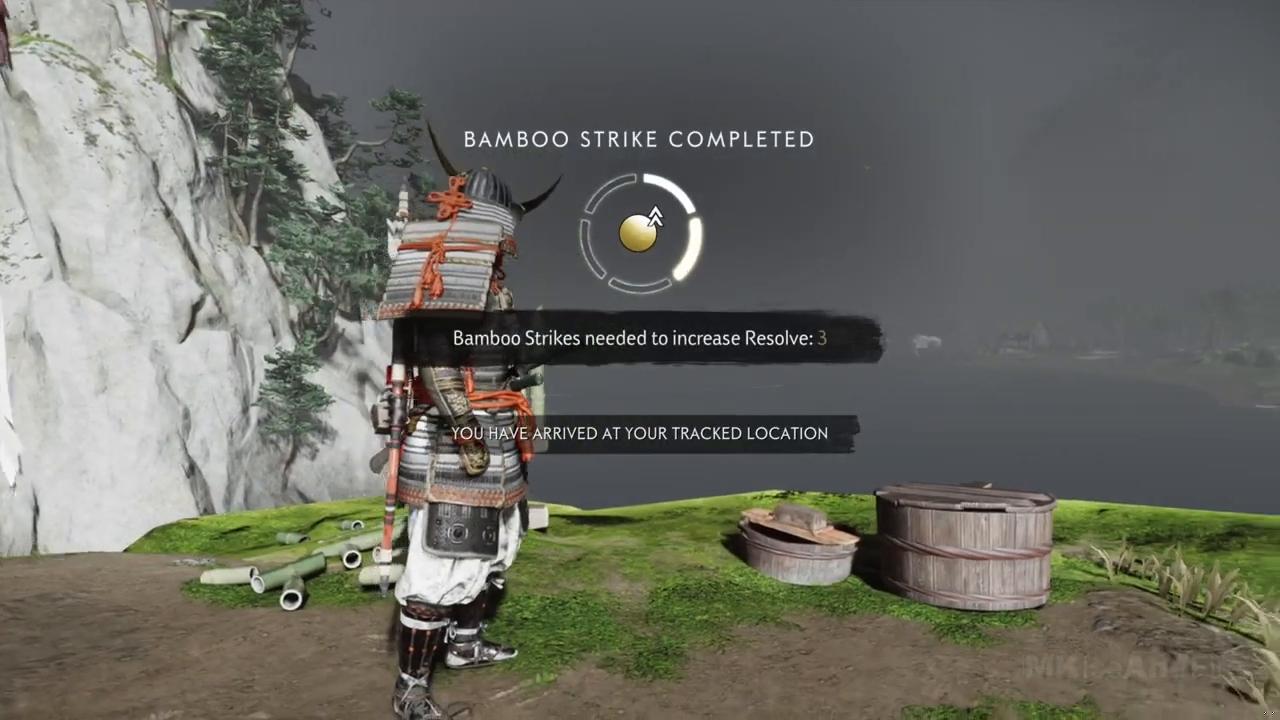 BAMBOO STRIKE COMPLETED
Bamboo Strikes needed to increase Resolve: 3
YOU HAVE ARRIVED AT YOUR TRACKED LOCATION